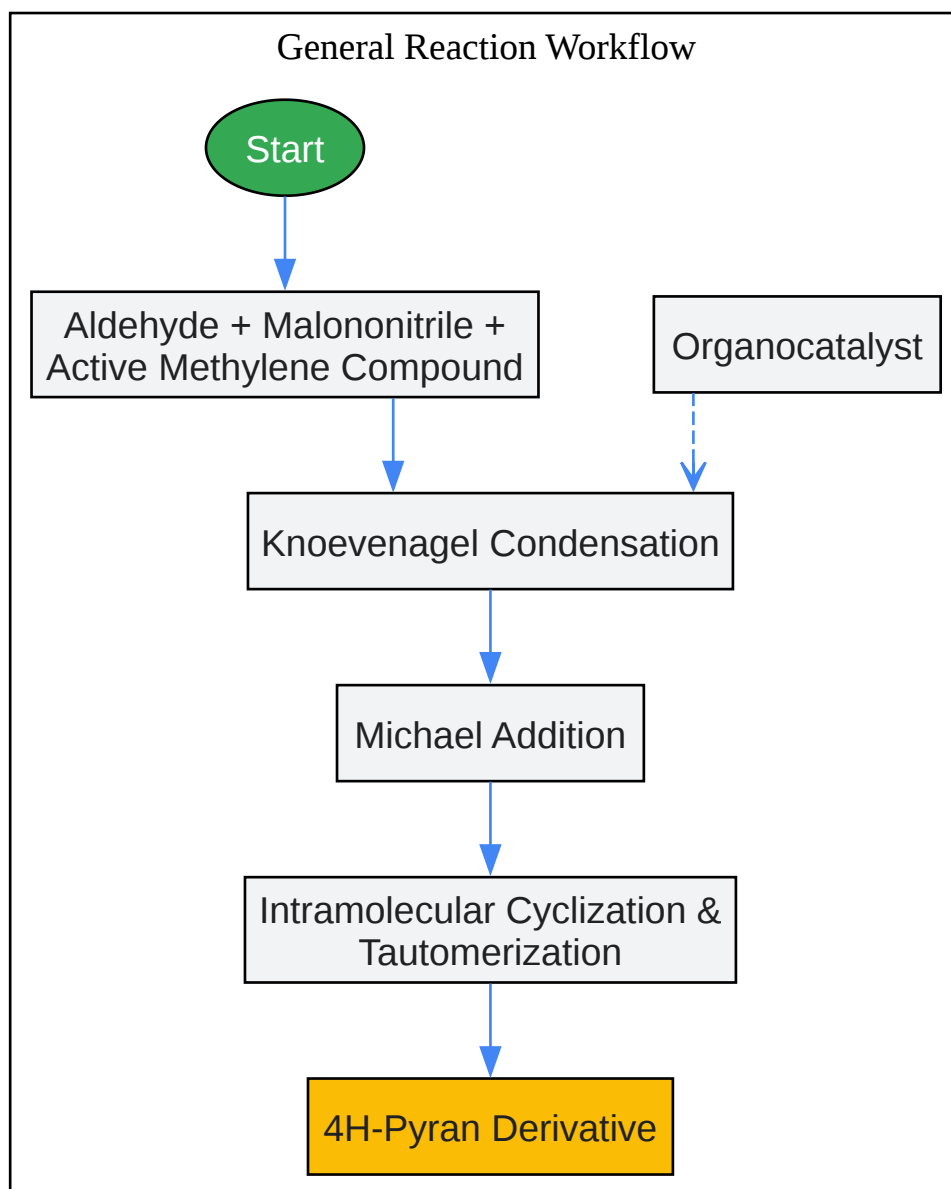 General Reaction Workflow
Start
Aldehyde + Malononitrile +
Active Methylene Compound
Organocatalyst
Knoevenagel Condensation
Michael Addition
Intramolecular Cyclization &
Tautomerization
4H-Pyran Derivative